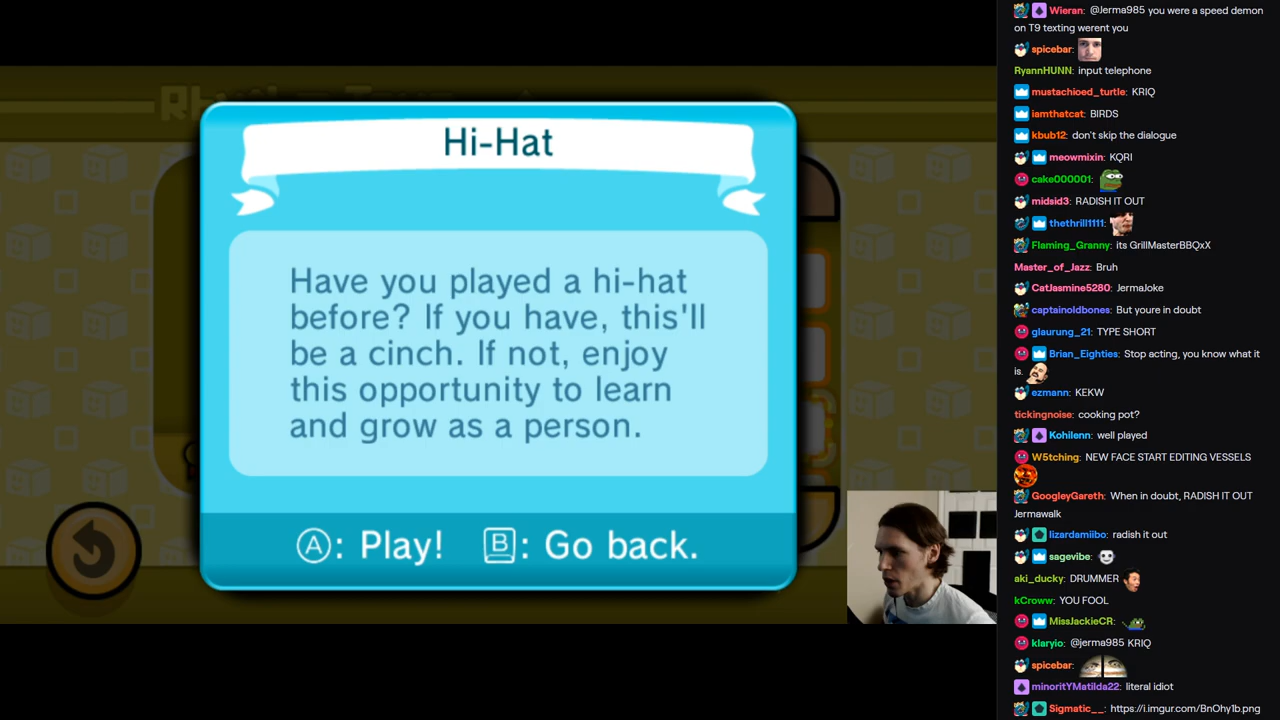 Hi-Hat
Have you played a hi-hat
before? If you have, this'll
be a cinch. If not, enjoy
this opportunity to learn
and grow as a person.
A: Play! B: Go back.
Wieran: @Jerma985 you were a speed demon
on T9 texting werent you
spicebar:
RyannHUNN: input telephone
mustachioed_turtle: KRIQ
iamthatcat: BIRDS
kbub12: don't skip the dialogue
meowmixin: KQRI
cake000001:
midsid3: RADISH IT OUT
thethrill1111:
Flaming_Granny: its GrillMasterBBQxX
Master_of_Jazz: Bruh
CatJasmine5280: JermaJoke
captainoldbones: But youre in doubt
glaurung_21: TYPE SHORT
Brian_Eighties: Stop acting, you know what it
is.
ezmann: KEKW
tickingnoise: cooking pot?
Kohilenn: well played
W5tching: NEW FACE START EDITING VESSELS
GoogleyGareth: When in doubt, RADISH IT OUT
Jermawalk
lizardamiibo: radish it out
sagevibe:
aki_ducky: DRUMMER
kCroww: YOU FOOL
MissJackieCR:
klaryio: @jerma985 KRIQ
spicebar:
minoritYMatilda22: literal idiot
Sigmatic__: https://i.imgur.com/BnOhy1b.png